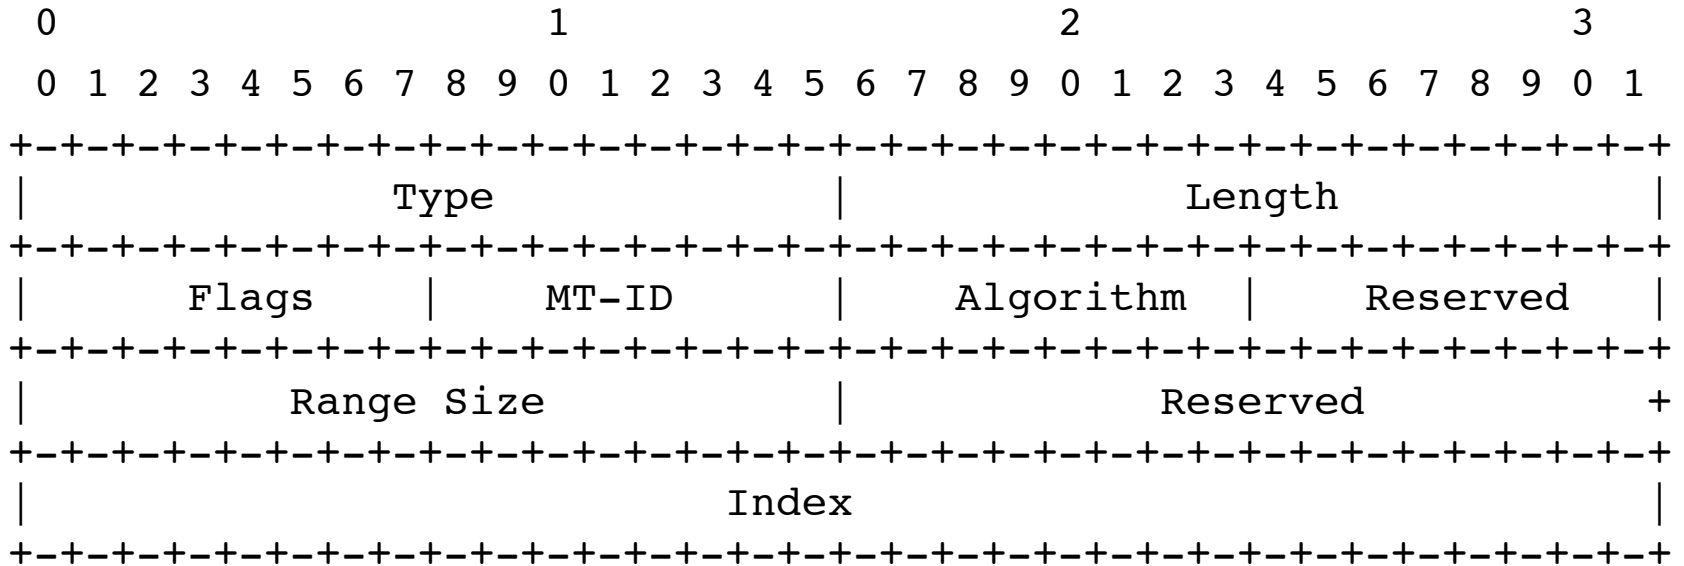 0                   1                   2                   3
 0 1 2 3 4 5 6 7 8 9 0 1 2 3 4 5 6 7 8 9 0 1 2 3 4 5 6 7 8 9 0 1
+-+-+-+-+-+-+-+-+-+-+-+-+-+-+-+-+-+-+-+-+-+-+-+-+-+-+-+-+-+-+-+-+
|              Type             |             Length            |
+-+-+-+-+-+-+-+-+-+-+-+-+-+-+-+-+-+-+-+-+-+-+-+-+-+-+-+-+-+-+-+-+
|      Flags    |    MT-ID      |    Algorithm  |    Reserved   |
+-+-+-+-+-+-+-+-+-+-+-+-+-+-+-+-+-+-+-+-+-+-+-+-+-+-+-+-+-+-+-+-+
|          Range Size           |            Reserved           +
+-+-+-+-+-+-+-+-+-+-+-+-+-+-+-+-+-+-+-+-+-+-+-+-+-+-+-+-+-+-+-+-+
|                           Index                               |
+-+-+-+-+-+-+-+-+-+-+-+-+-+-+-+-+-+-+-+-+-+-+-+-+-+-+-+-+-+-+-+-+